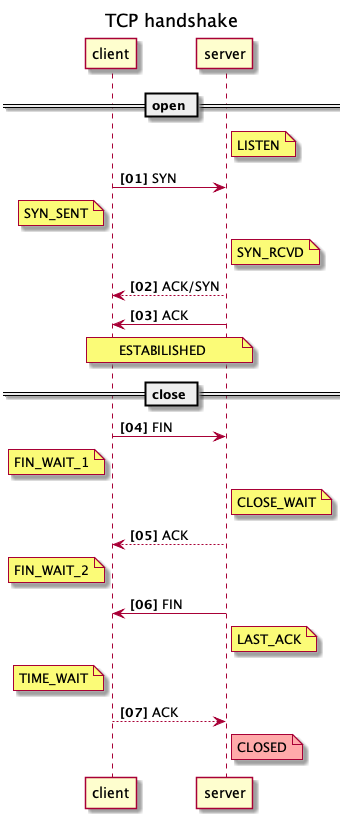 TCP handshake
client server
open
LISTEN
[01] SYN
SYN_SENT
SYN_RCVD
[02] ACK/SYN
[03] ACK
ESTABILISHED
close
[04] FIN
FIN_WAIT_1
CLOSE_WAIT
[05] ACK
FIN_WAIT_2
[06] FIN
LAST_ACK
TIME_WAIT
[07] ACK
CLOSED
client server